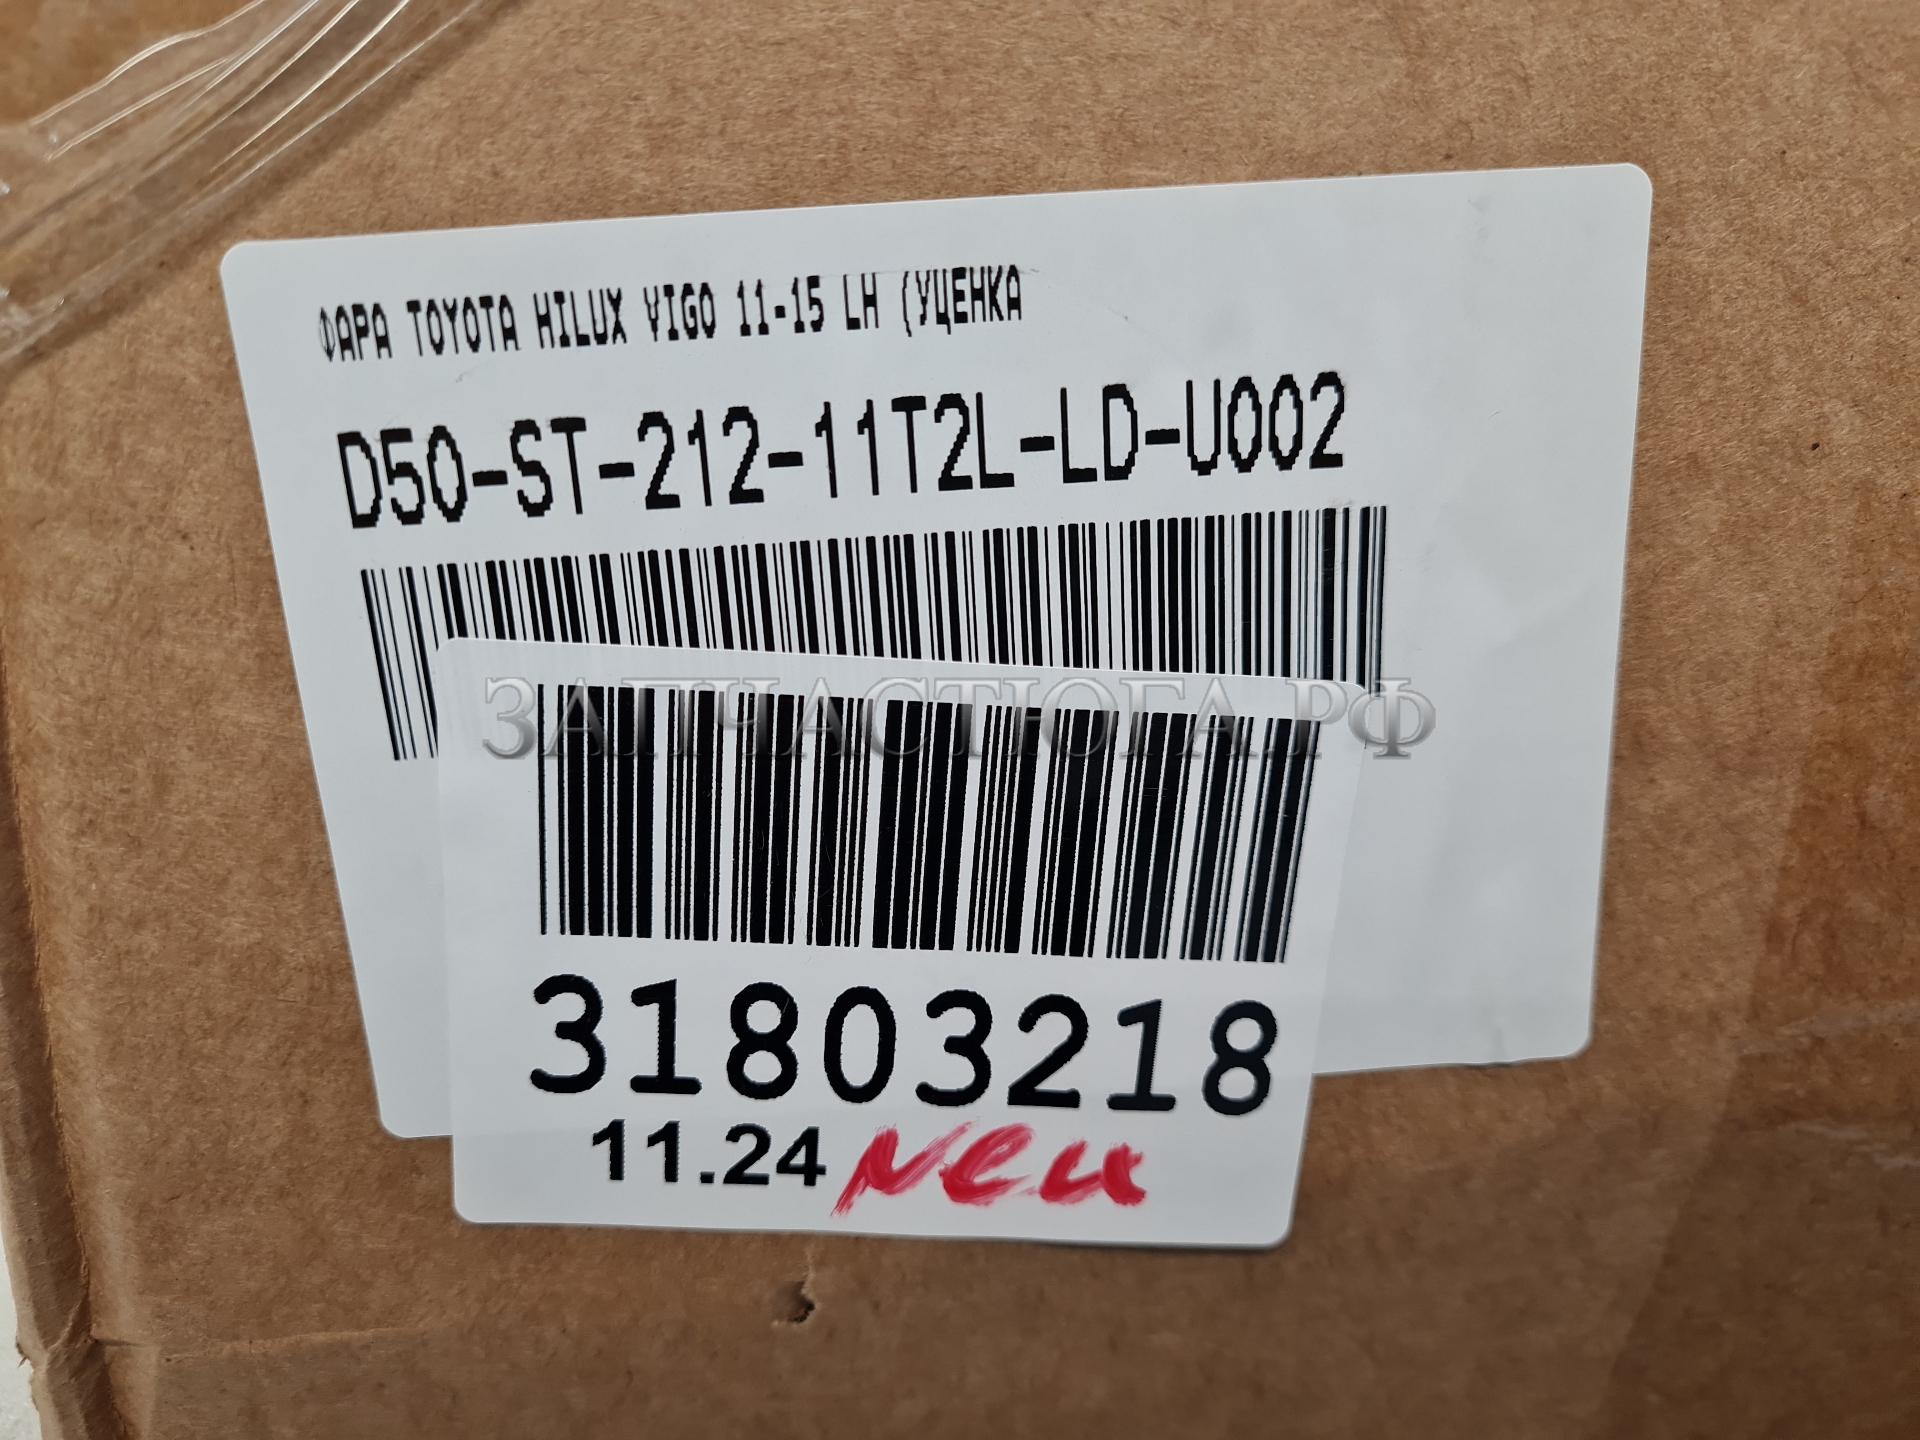 ФАРА TOYOTA HILUX VIGO 11-15 LH (УЦЕНКА
D50-ST-212-11T2L-LD-U002
ЗАПЧАСТЮГА.РФ
31803218
11.24